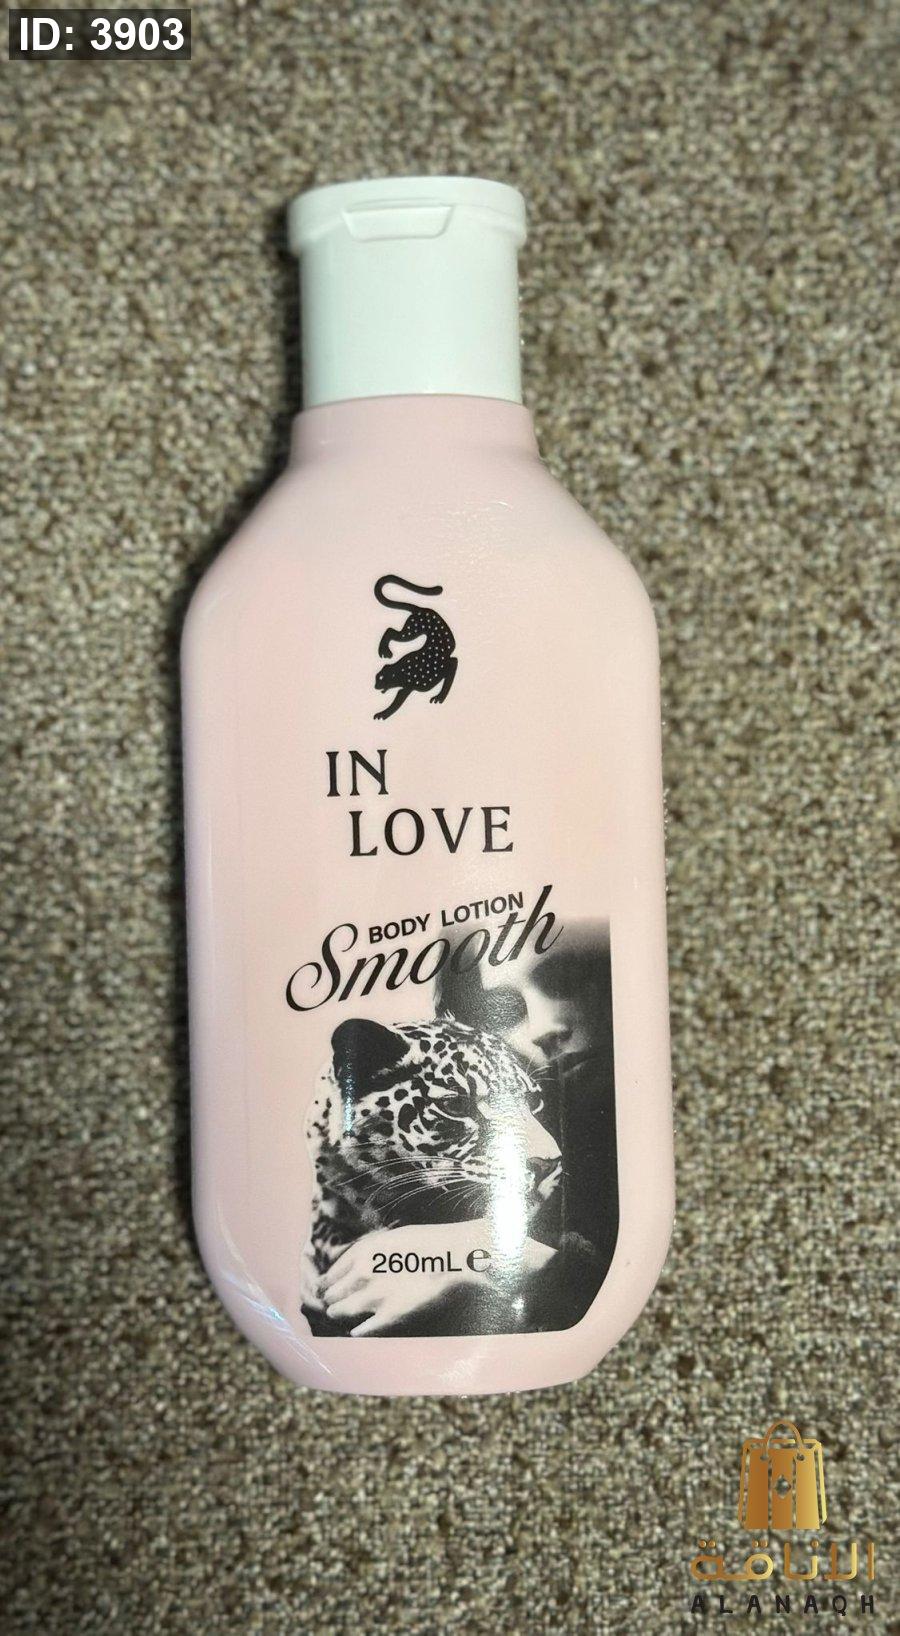 ID: 3903
IN
LOVE
BODY LOTION
Smooth
260mL e
الاناقة
ALANAQH